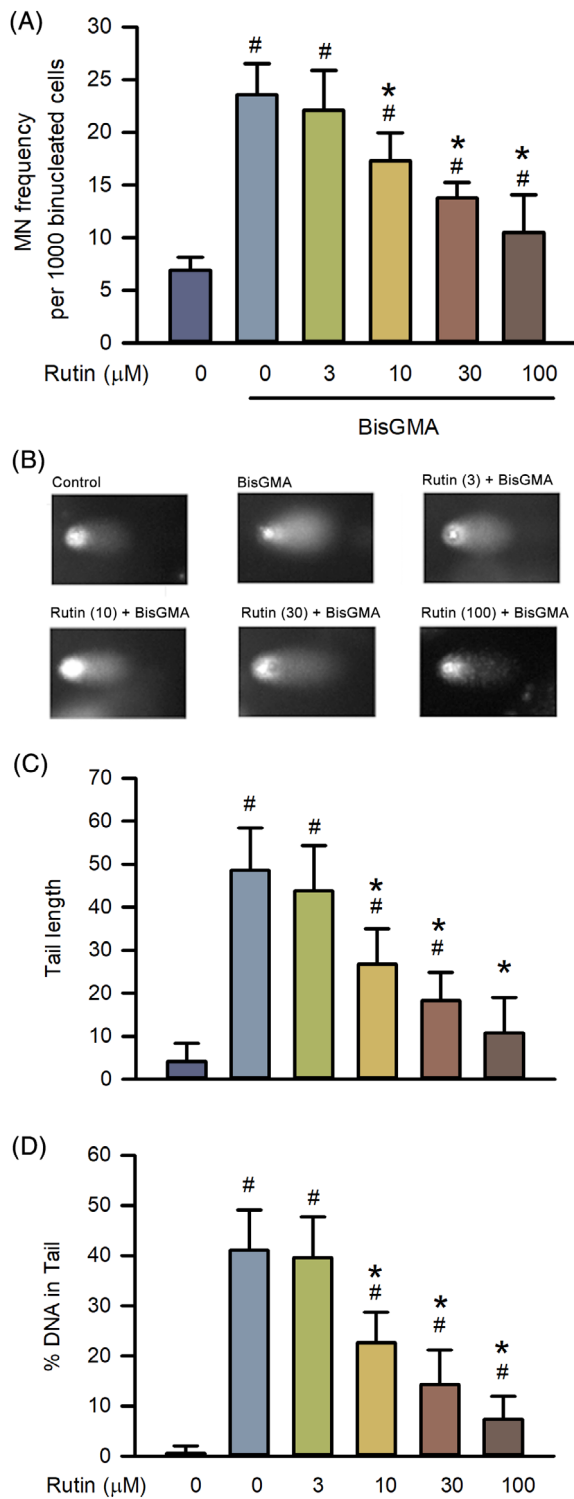 (A)
30
25
20
15
10
5
0
MN frequency
per 1000 binucleated cells
# # * # * # * #
Rutin (μM) 0 0 3 10 30 100
BisGMA
(B)
Control BisGMA Rutin (3) + BisGMA
Rutin (10) + BisGMA Rutin (30) + BisGMA Rutin (100) + BisGMA
(C)
70
60
50
40
30
20
10
0
Tail length
# # * # * # *
(D)
60
50
40
30
20
10
0
% DNA in Tail
# # * # * # * #
Rutin (μM) 0 0 3 10 30 100